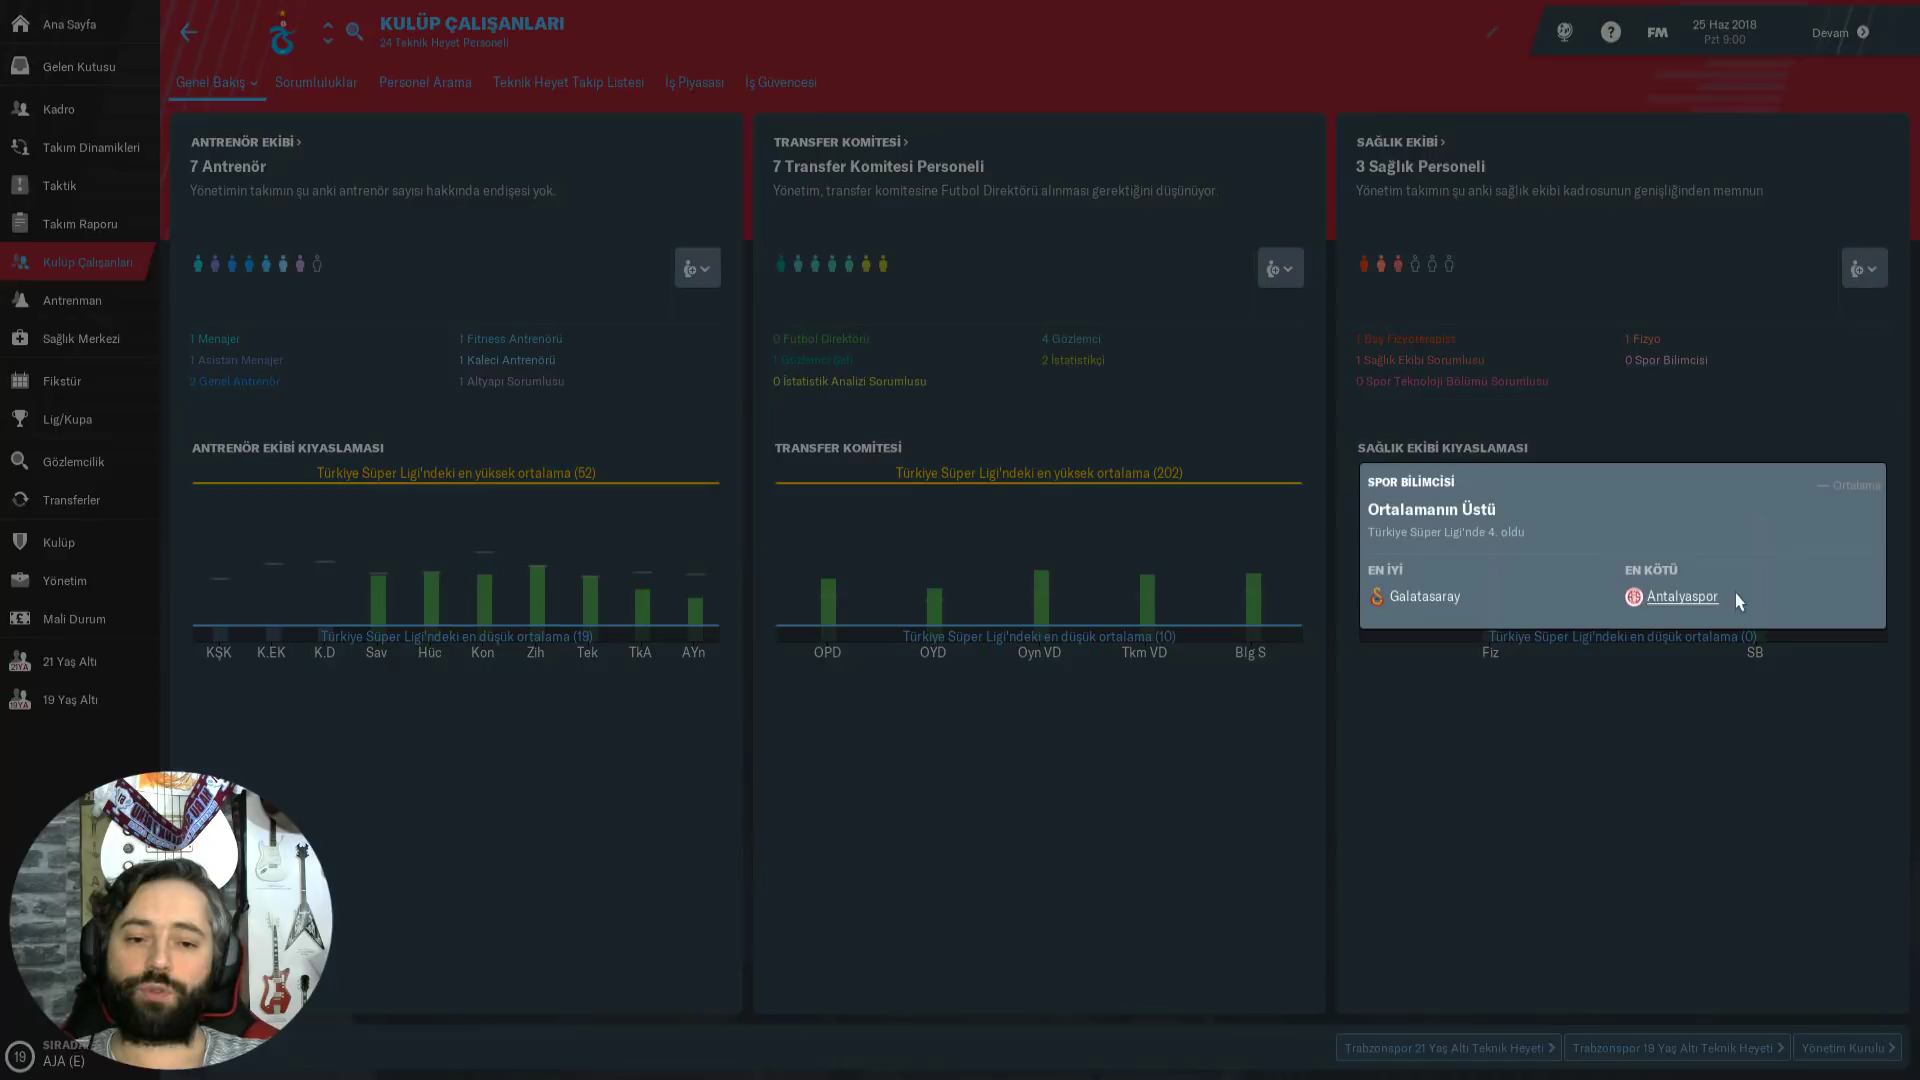 Ana Sayfa
Gelen Kutusu
Kadro
Takım Dinamikleri
Taktik
Takım Raporu
Kulüp Çalışanları
Antrenman
Sağlık Merkezi
Fikstür
Lig/Kupa
Gözlemcilik
Transferler
Kulüp
Yönetim
Mali Durum
21 Yaş Altı
19 Yaş Altı
KULÜP ÇALIŞANLARI
24 Teknik Heyet Personeli
FM
25 Haz 2018
Pzt 9:00
Devam
Genel Bakış
Sorumluluklar
Personel Arama
Teknik Heyet Takip Listesi
İş Piyasası
İş Güvencesi
ANTRENÖR EKİBİ ›
7 Antrenör
Yönetimin takımın şu anki antrenör sayısı hakkında endişesi yok.
1 Menajer
1 Asistan Menajer
2 Genel Antrenör
1 Fitness Antrenörü
1 Kaleci Antrenörü
1 Altyapı Sorumlusu
ANTRENÖR EKİBİ KIYASLAMASI
Türkiye Süper Ligi'ndeki en yüksek ortalama (52)
Türkiye Süper Ligi'ndeki en düşük ortalama (19)
KŞK K.EK K.D Sav Hüc Kon Zih Tek TkA AYn
TRANSFER KOMİTESİ ›
7 Transfer Komitesi Personeli
Yönetim, transfer komitesine Futbol Direktörü alınması gerektiğini düşünüyor.
0 Futbol Direktörü
1 Gözlemci Şefi
0 İstatistik Analizi Sorumlusu
4 Gözlemci
2 İstatistikçi
TRANSFER KOMİTESİ
Türkiye Süper Ligi'ndeki en yüksek ortalama (202)
Türkiye Süper Ligi'ndeki en düşük ortalama (10)
OPD OYD Oyn VD Tkm VD Blg S
SAĞLIK EKİBİ ›
3 Sağlık Personeli
Yönetim takımın şu anki sağlık ekibi kadrosunun genişliğinden memnun
1 Baş Fizyoterapist
1 Sağlık Ekibi Sorumlusu
0 Spor Teknoloji Bölümü Sorumlusu
1 Fizyo
0 Spor Bilimcisi
SAĞLIK EKİBİ KIYASLAMASI
SPOR BİLİMCİSİ
Ortalama
Ortalamanın Üstü
Türkiye Süper Ligi'nde 4. oldu
EN İYİ
Galatasaray
EN KÖTÜ
Antalyaspor
Türkiye Süper Ligi'ndeki en düşük ortalama (0)
Fiz SB
19
AJA (E)
Trabzonspor 21 Yaş Altı Teknik Heyeti
Trabzonspor 19 Yaş Altı Teknik Heyeti
Yönetim Kurulu